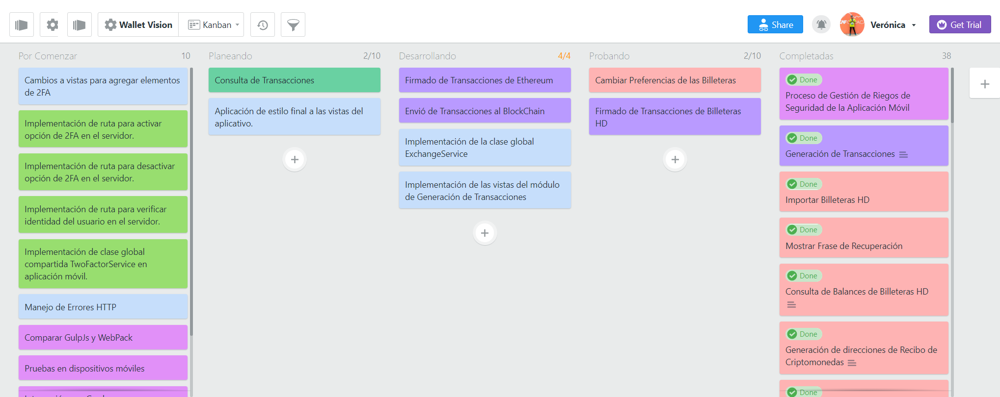 Wallet Vision
Kanban
Share
Verónica
Get Trial
Por Comenzar 10
Cambios a vistas para agregar elementos
de 2FA
Implementación de ruta para activar
opción de 2FA en el servidor.
Implementación de ruta para desactivar
opción de 2FA en el servidor.
Implementación de ruta para verificar
identidad del usuario en el servidor.
Implementación de clase global
compartida TwoFactorService en
aplicación móvil.
Manejo de Errores HTTP
Comparar GulpJs y WebPack
Pruebas en dispositivos móviles
Planeando 2/10
Consulta de Transacciones
Aplicación de estilo final a las vistas del
aplicativo.
Desarrollando 4/4
Firmado de Transacciones de Ethereum
Envió de Transacciones al BlockChain
Implementación de la clase global
ExchangeService
Implementación de las vistas del módulo
de Generación de Transacciones
Probando 2/10
Cambiar Preferencias de las Billeteras
Firmado de Transacciones de Billeteras
HD
Completadas 38
Done
Proceso de Gestión de Riegos de
Seguridad de la Aplicación Móvil
Done
Generación de Transacciones
Done
Importar Billeteras HD
Done
Mostrar Frase de Recuperación
Done
Consulta de Balances de Billeteras HD
Done
Generación de direcciones de Recibo de
Criptomonedas
Done